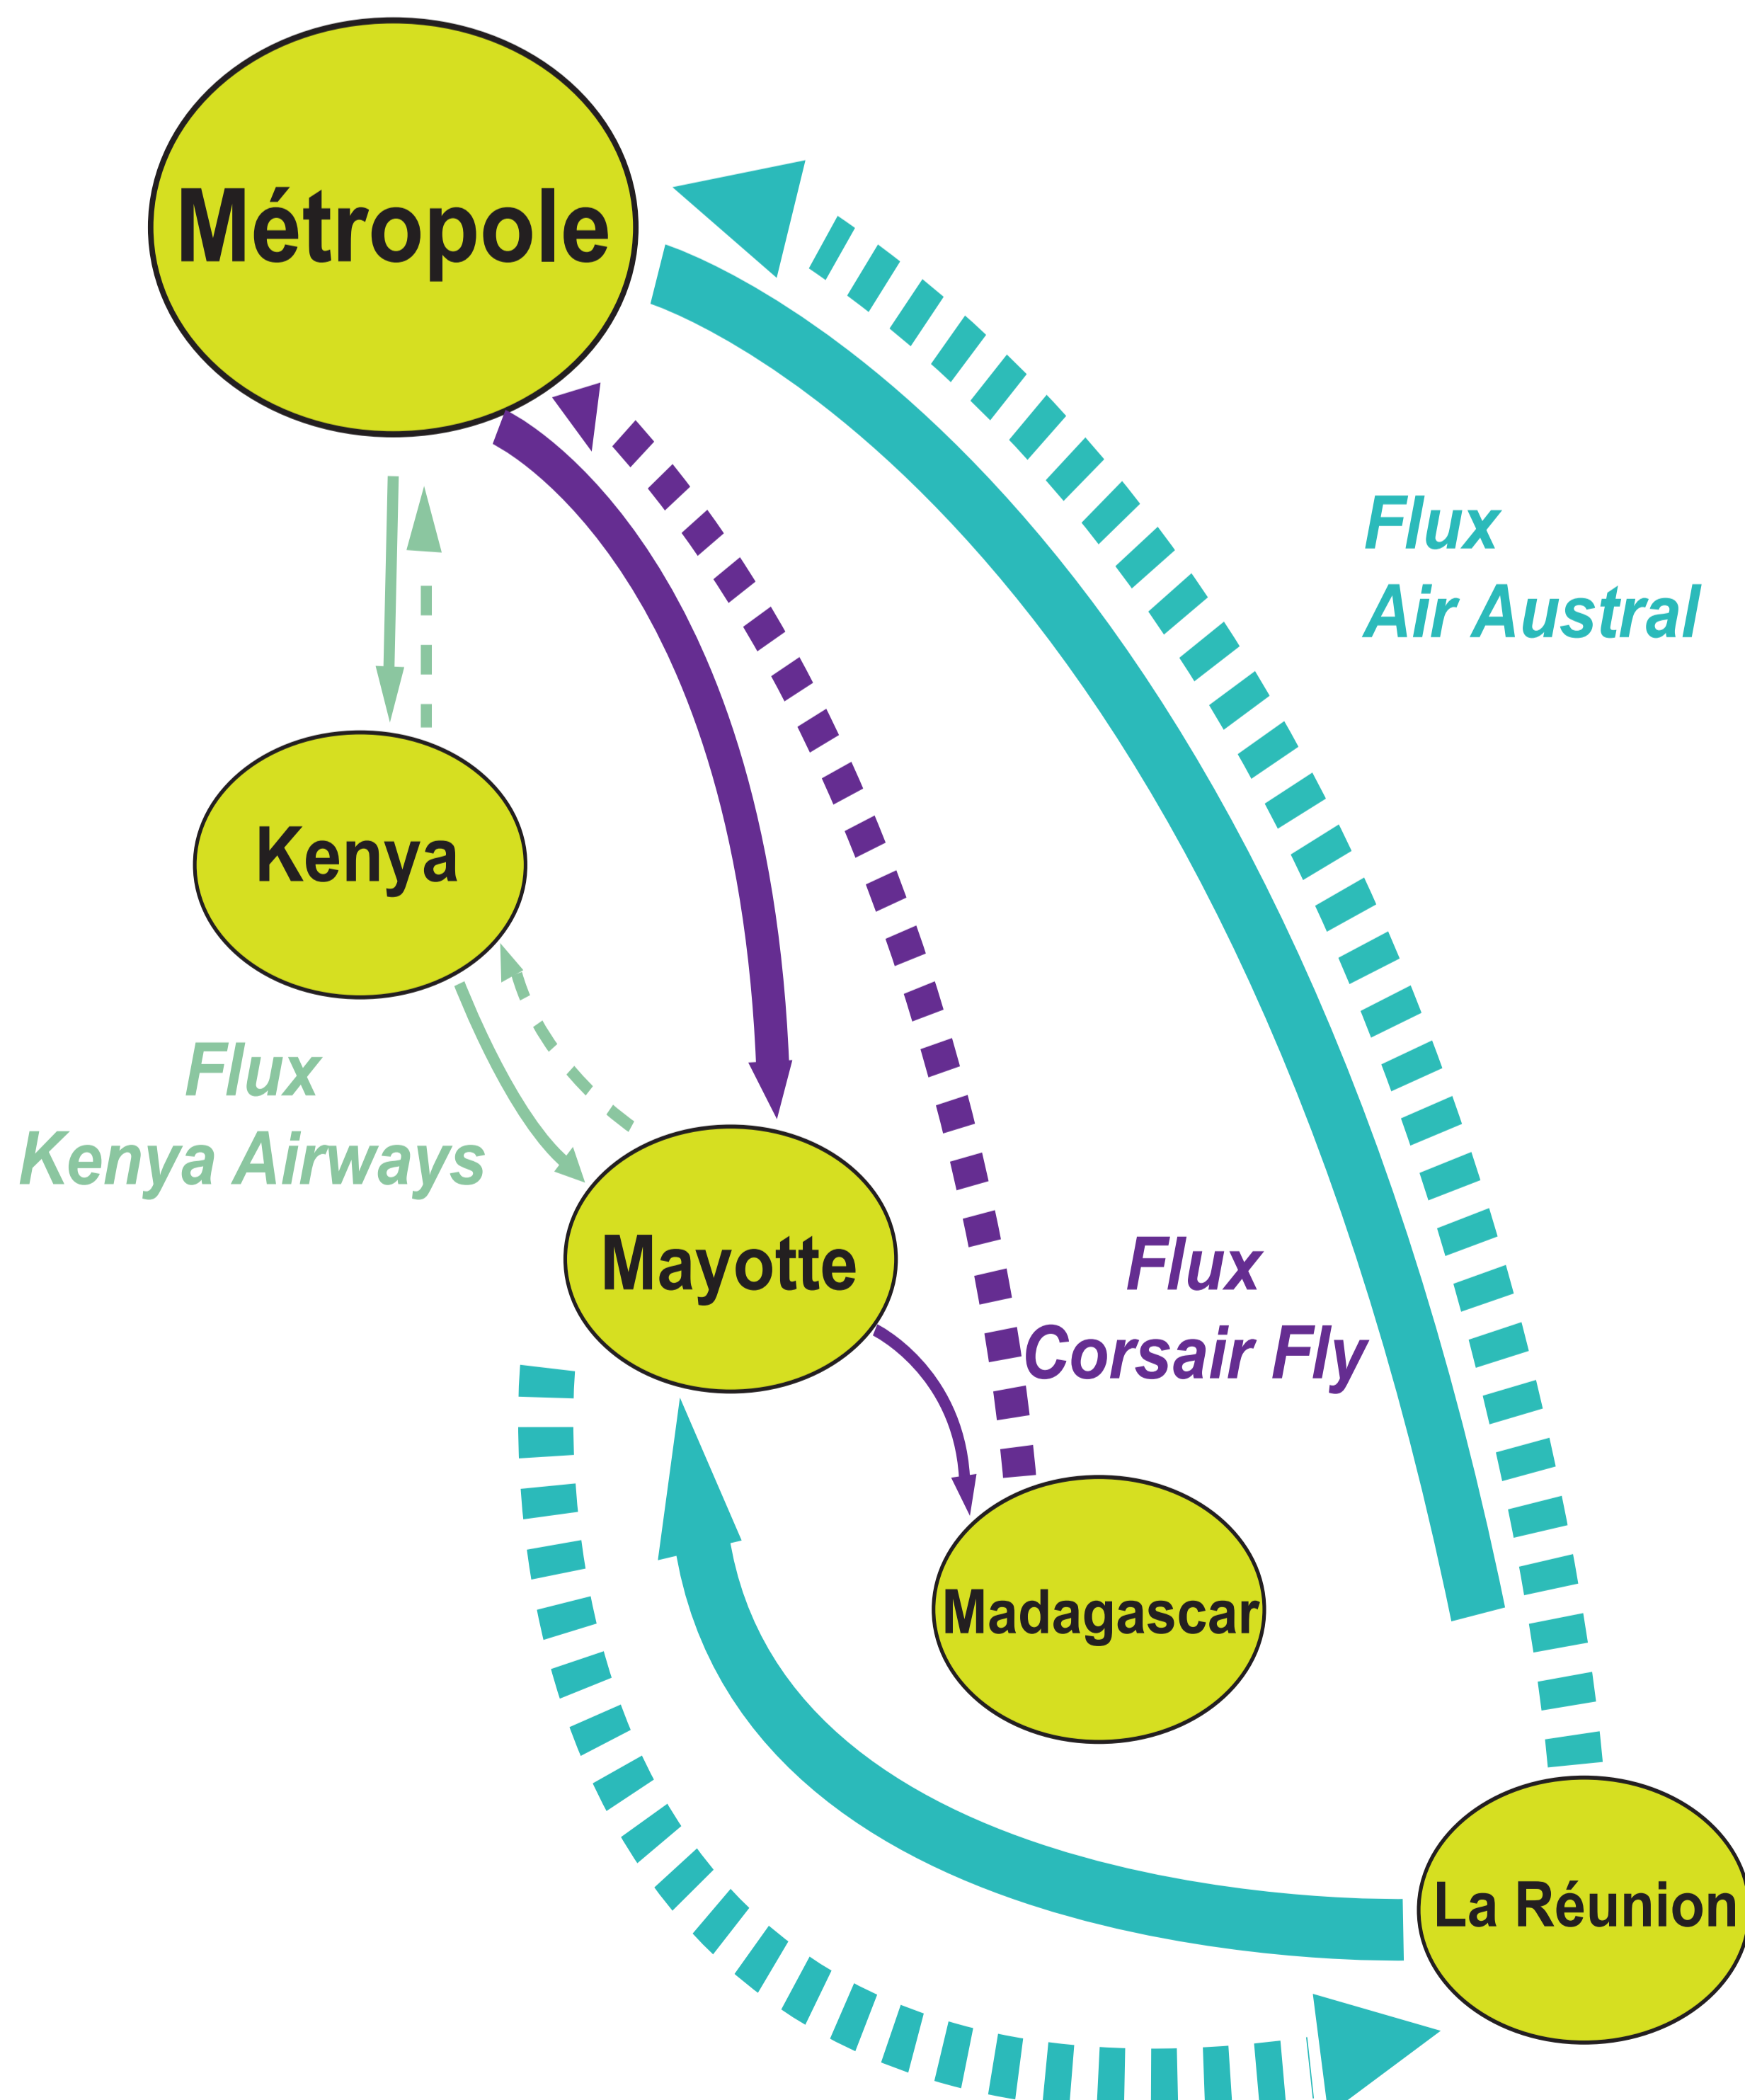 Métropole
Flux
Air Austral
Kenya
Flux
Kenya Airways
Mayotte
Flux
Corsair Fly
Madagascar
La Réunion